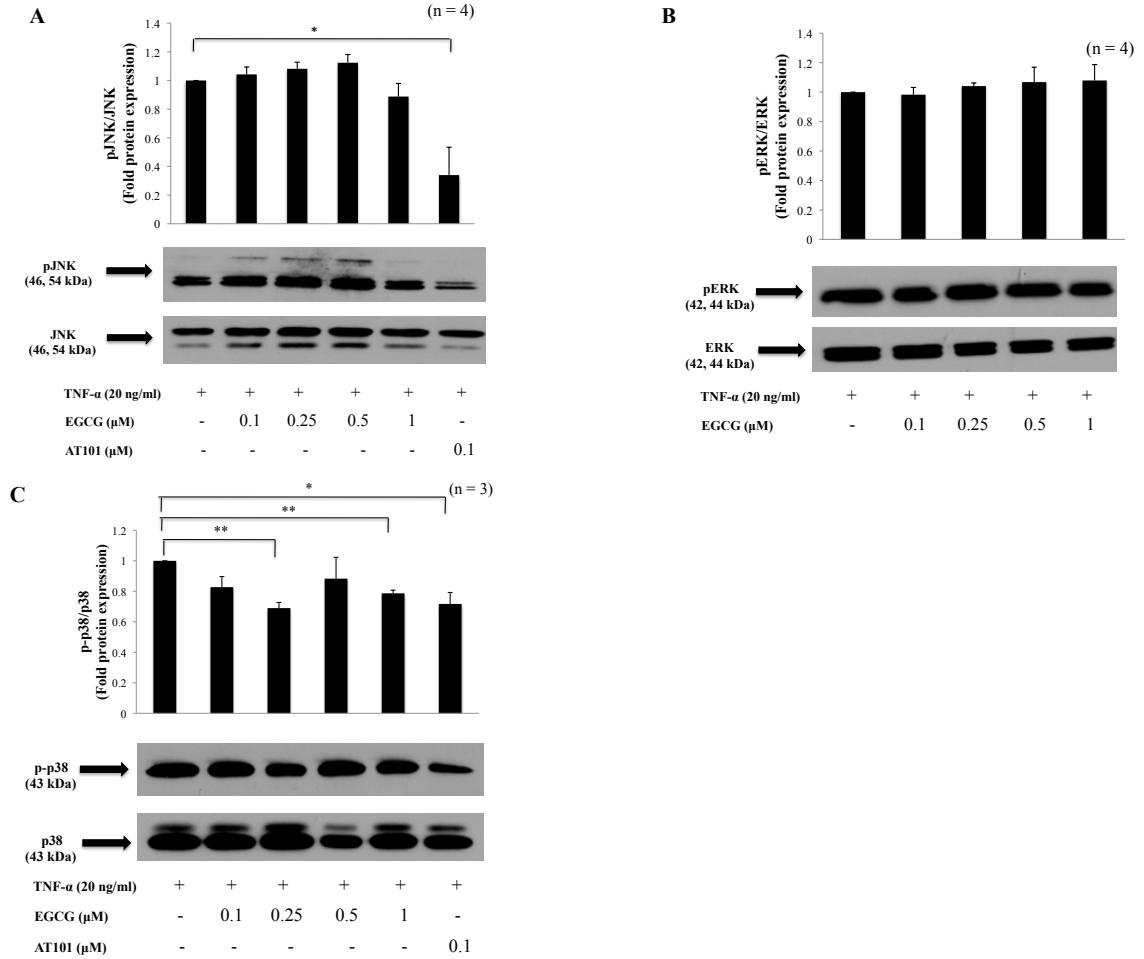 A
(n = 4)
*
1.4
1.2
1
0.8
0.6
0.4
0.2
0
pJNK/JNK
(Fold protein expression)
pJNK
(46, 54 kDa)
JNK
(46, 54 kDa)
TNF-α (20 ng/ml) + + + + + +
EGCG (μM) - 0.1 0.25 0.5 1 -
AT101 (μM) - - - - - 0.1
B
(n = 4)
1.4
1.2
1
0.8
0.6
0.4
0.2
0
pERK/ERK
(Fold protein expression)
pERK
(42, 44 kDa)
ERK
(42, 44 kDa)
TNF-α (20 ng/ml) + + + + +
EGCG (μM) - 0.1 0.25 0.5 1
C
(n = 3)
*
**
**
1.2
1
0.8
0.6
0.4
0.2
0
p-p38/p38
(Fold protein expression)
p-p38
(43 kDa)
p38
(43 kDa)
TNF-α (20 ng/ml) + + + + + +
EGCG (μM) - 0.1 0.25 0.5 1 -
AT101 (μM) - - - - - 0.1